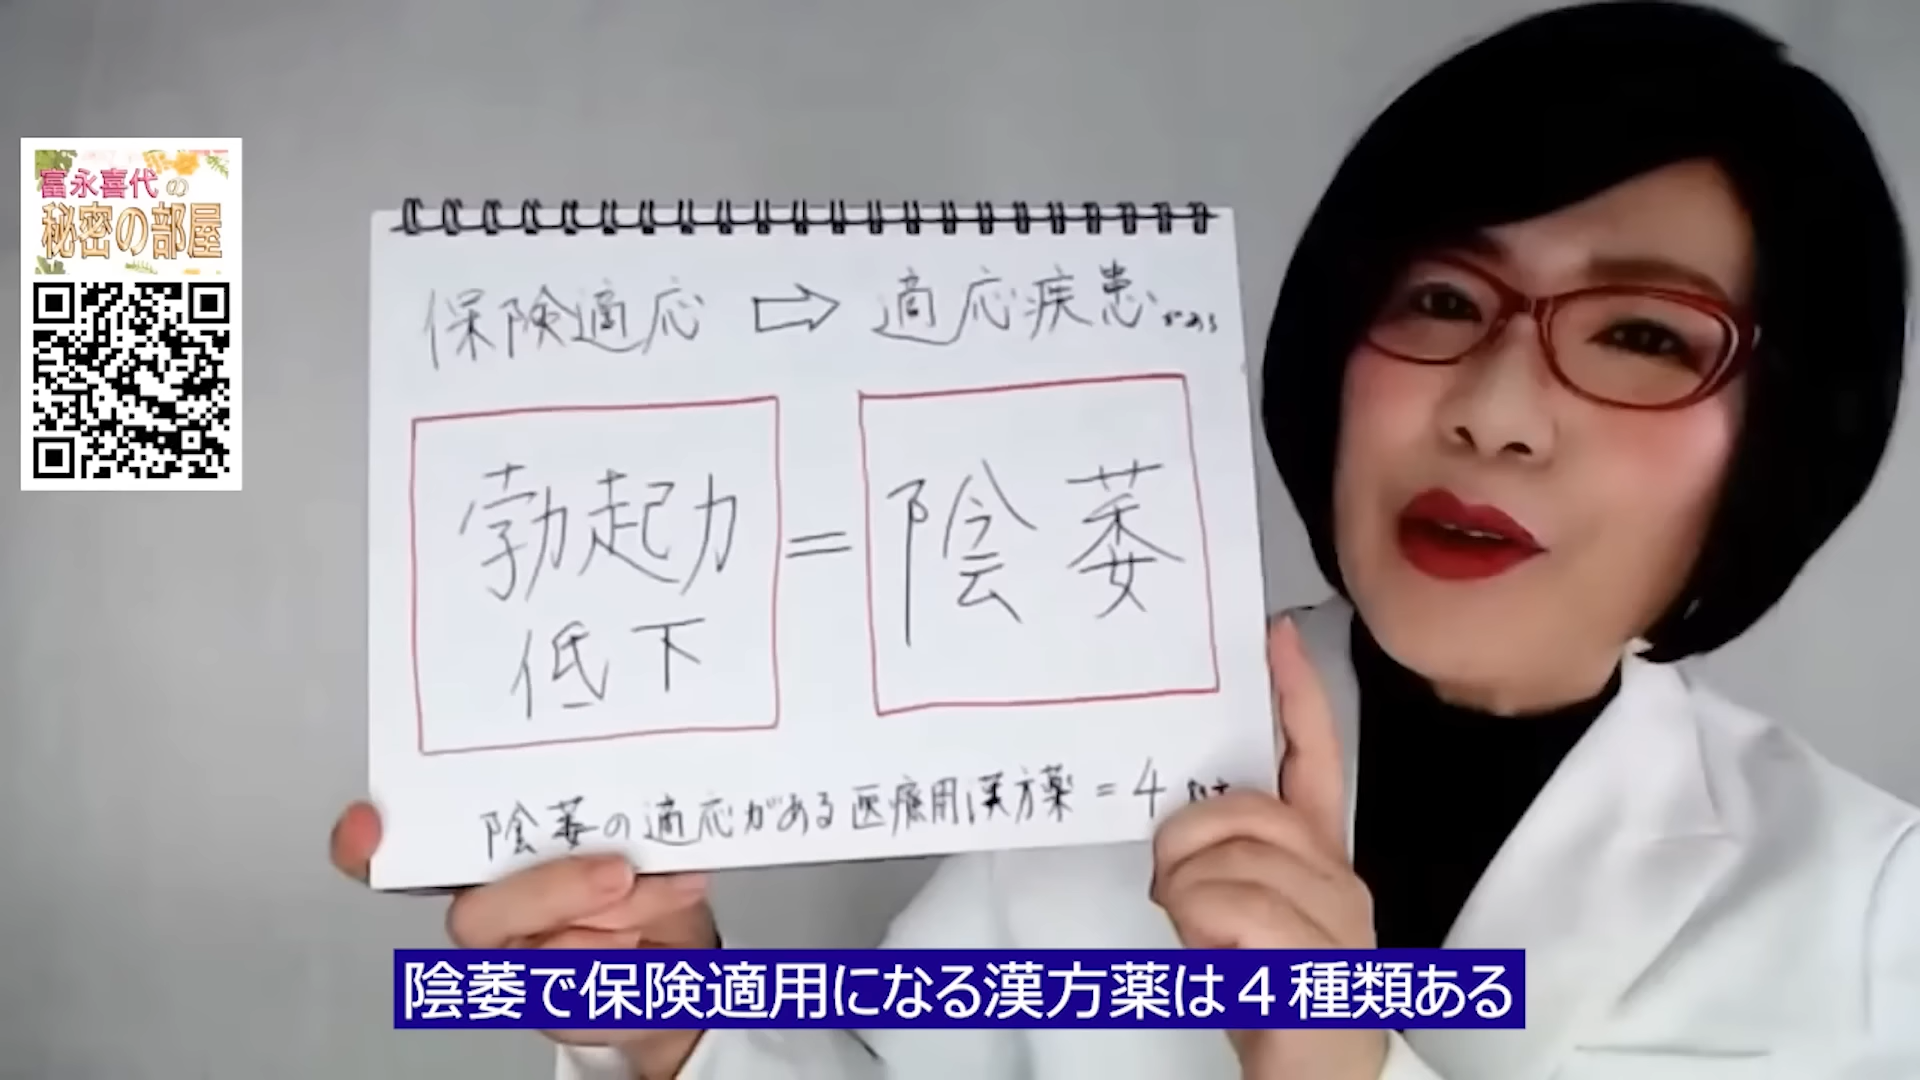 富永喜代の
秘密の部屋
保険適応 ⇨ 適応疾患がある
勃起力
低下
=
陰萎
陰萎の適応がある医療用漢方薬=4
陰萎で保険適用になる漢方薬は4種類ある